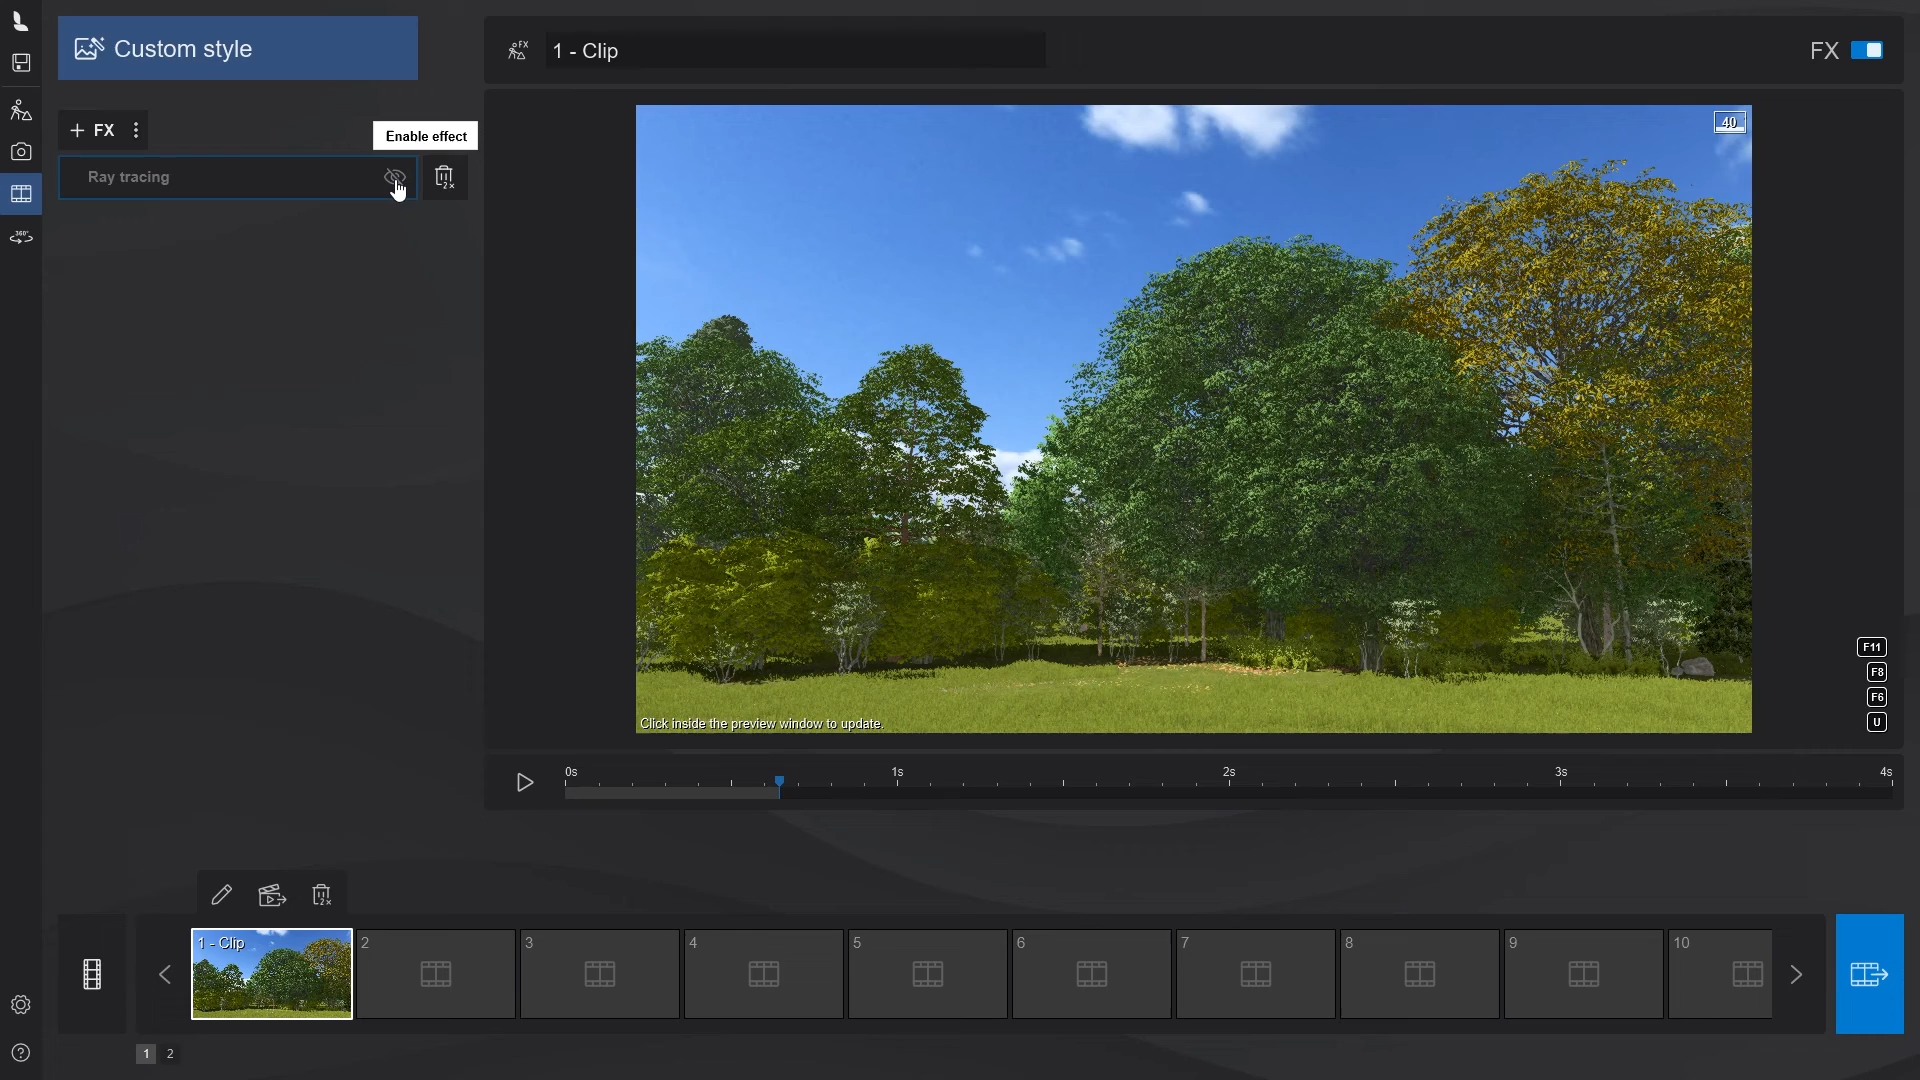 Custom style
1 - Clip
FX
+ FX
Enable effect
Ray tracing
40
Click inside the preview window to update.
F11
F8
F6
U
0s 1s 2s 3s 4s
1 - Clip
2
3
4
5
6
7
8
9
10
1 2